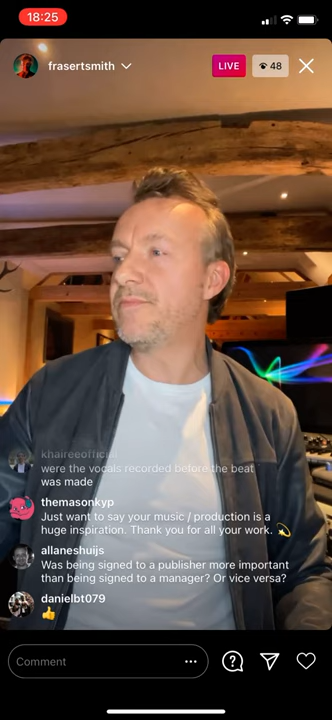 18:25
frasertsmith
LIVE
48
khaireeofficial
were the vocals recorded before the beat
was made
themasonkyp
Just want to say your music / production is a
huge inspiration. Thank you for all your work. 💫
allaneshuijs
Was being signed to a publisher more important
than being signed to a manager? Or vice versa?
danielbt079
👍
Comment